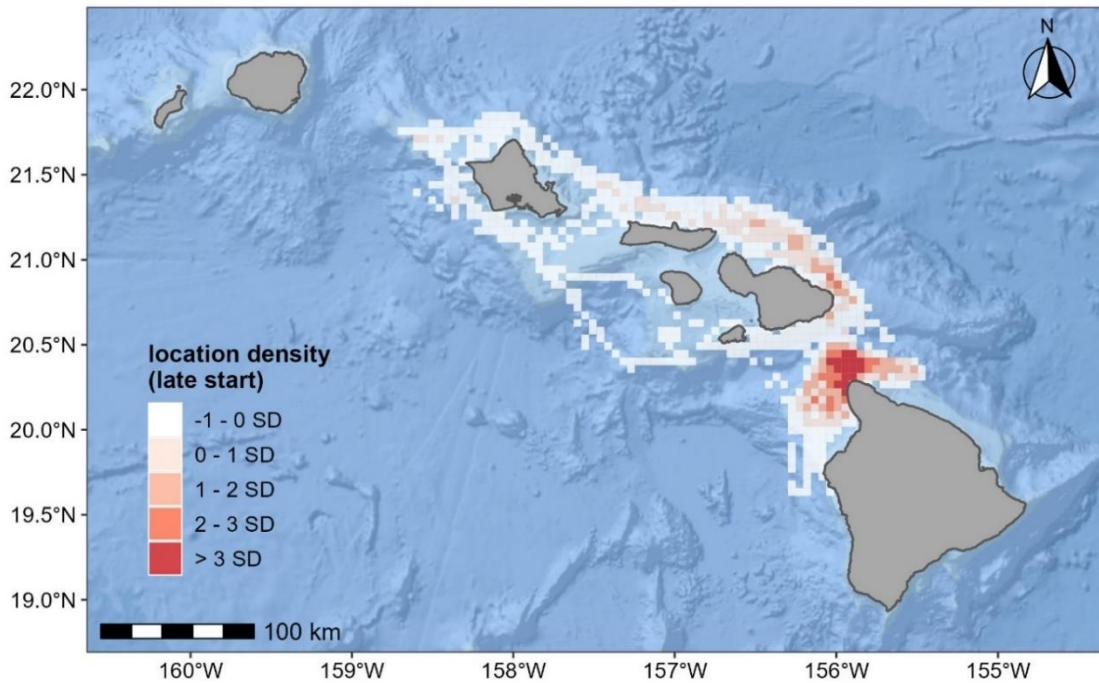 N
22.0°N
21.5°N
21.0°N
20.5°N
20.0°N
19.5°N
19.0°N
location density
(late start)
-1 - 0 SD
0 - 1 SD
1 - 2 SD
2 - 3 SD
> 3 SD
100 km
160°W
159°W
158°W
157°W
156°W
155°W